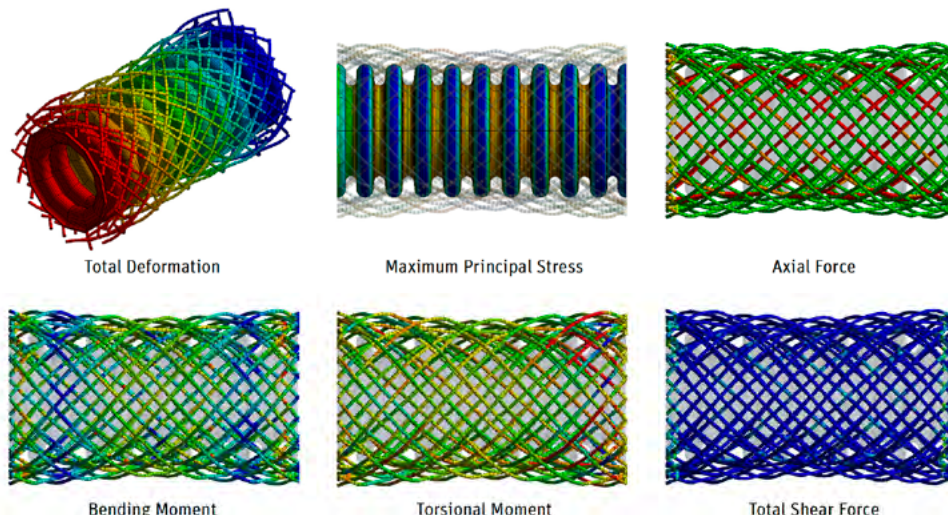 Total Deformation
Maximum Principal Stress
Axial Force
Bending Moment
Torsional Moment
Total Shear Force